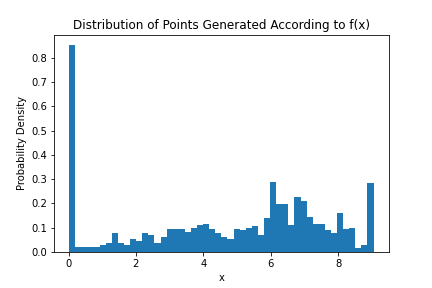 Distribution of Points Generated According to f(x)
Probability Density
0.8
0.7
0.6
0.5
0.4
0.3
0.2
0.1
0.0
0 2 4 6 8
x